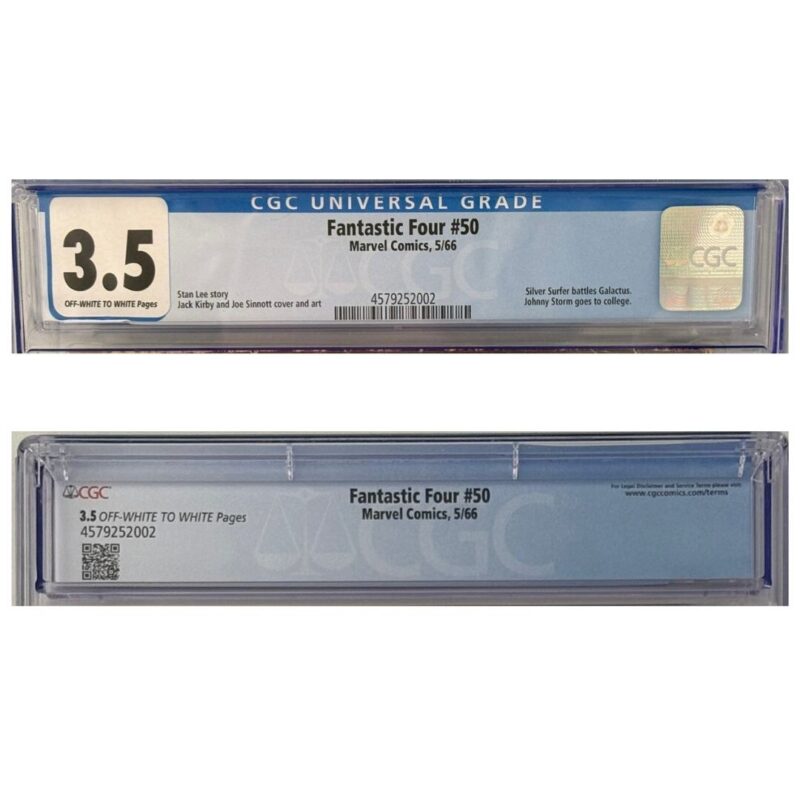 CGC UNIVERSAL GRADE
3.5
OFF-WHITE TO WHITE Pages
Fantastic Four #50
Marvel Comics, 5/66
Stan Lee story
Jack Kirby and Joe Sinnott cover and art
4579252002
Silver Surfer battles Galactus.
Johnny Storm goes to college.
CGC
CGC
CGC
3.5 OFF-WHITE TO WHITE Pages
4579252002
Fantastic Four #50
Marvel Comics, 5/66
CGC
For Legal Disclaimer and Service Terms please visit
www.cgccomics.com/terms